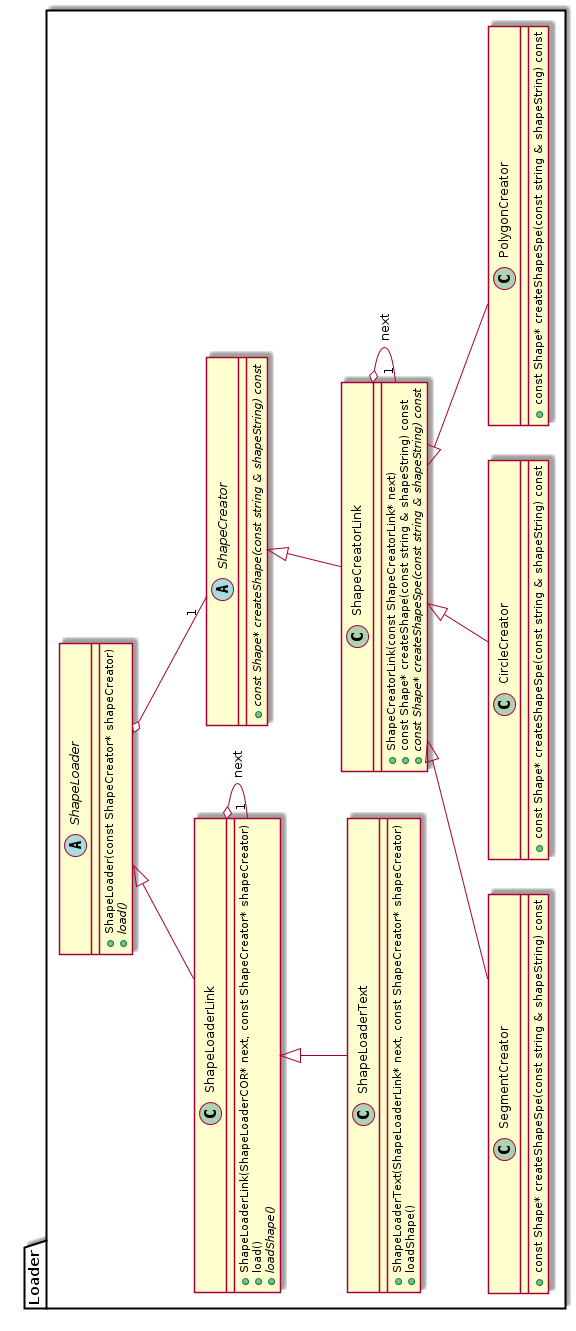 Loader
A ShapeLoader
ShapeLoader(const ShapeCreator* shapeCreator)
load()
C ShapeLoaderLink
ShapeLoaderLink(ShapeLoaderCOR* next, const ShapeCreator* shapeCreator)
load()
loadShape()
1
next
A ShapeCreator
const Shape* createShape(const string & shapeString) const
1
C ShapeLoaderText
ShapeLoaderText(ShapeLoaderLink* next, const ShapeCreator* shapeCreator)
loadShape()
C ShapeCreatorLink
ShapeCreatorLink(const ShapeCreatorLink* next)
const Shape* createShape(const string & shapeString) const
const Shape* createShapeSpe(const string & shapeString) const
1
next
C SegmentCreator
const Shape* createShapeSpe(const string & shapeString) const
C CircleCreator
const Shape* createShapeSpe(const string & shapeString) const
C PolygonCreator
const Shape* createShapeSpe(const string & shapeString) const